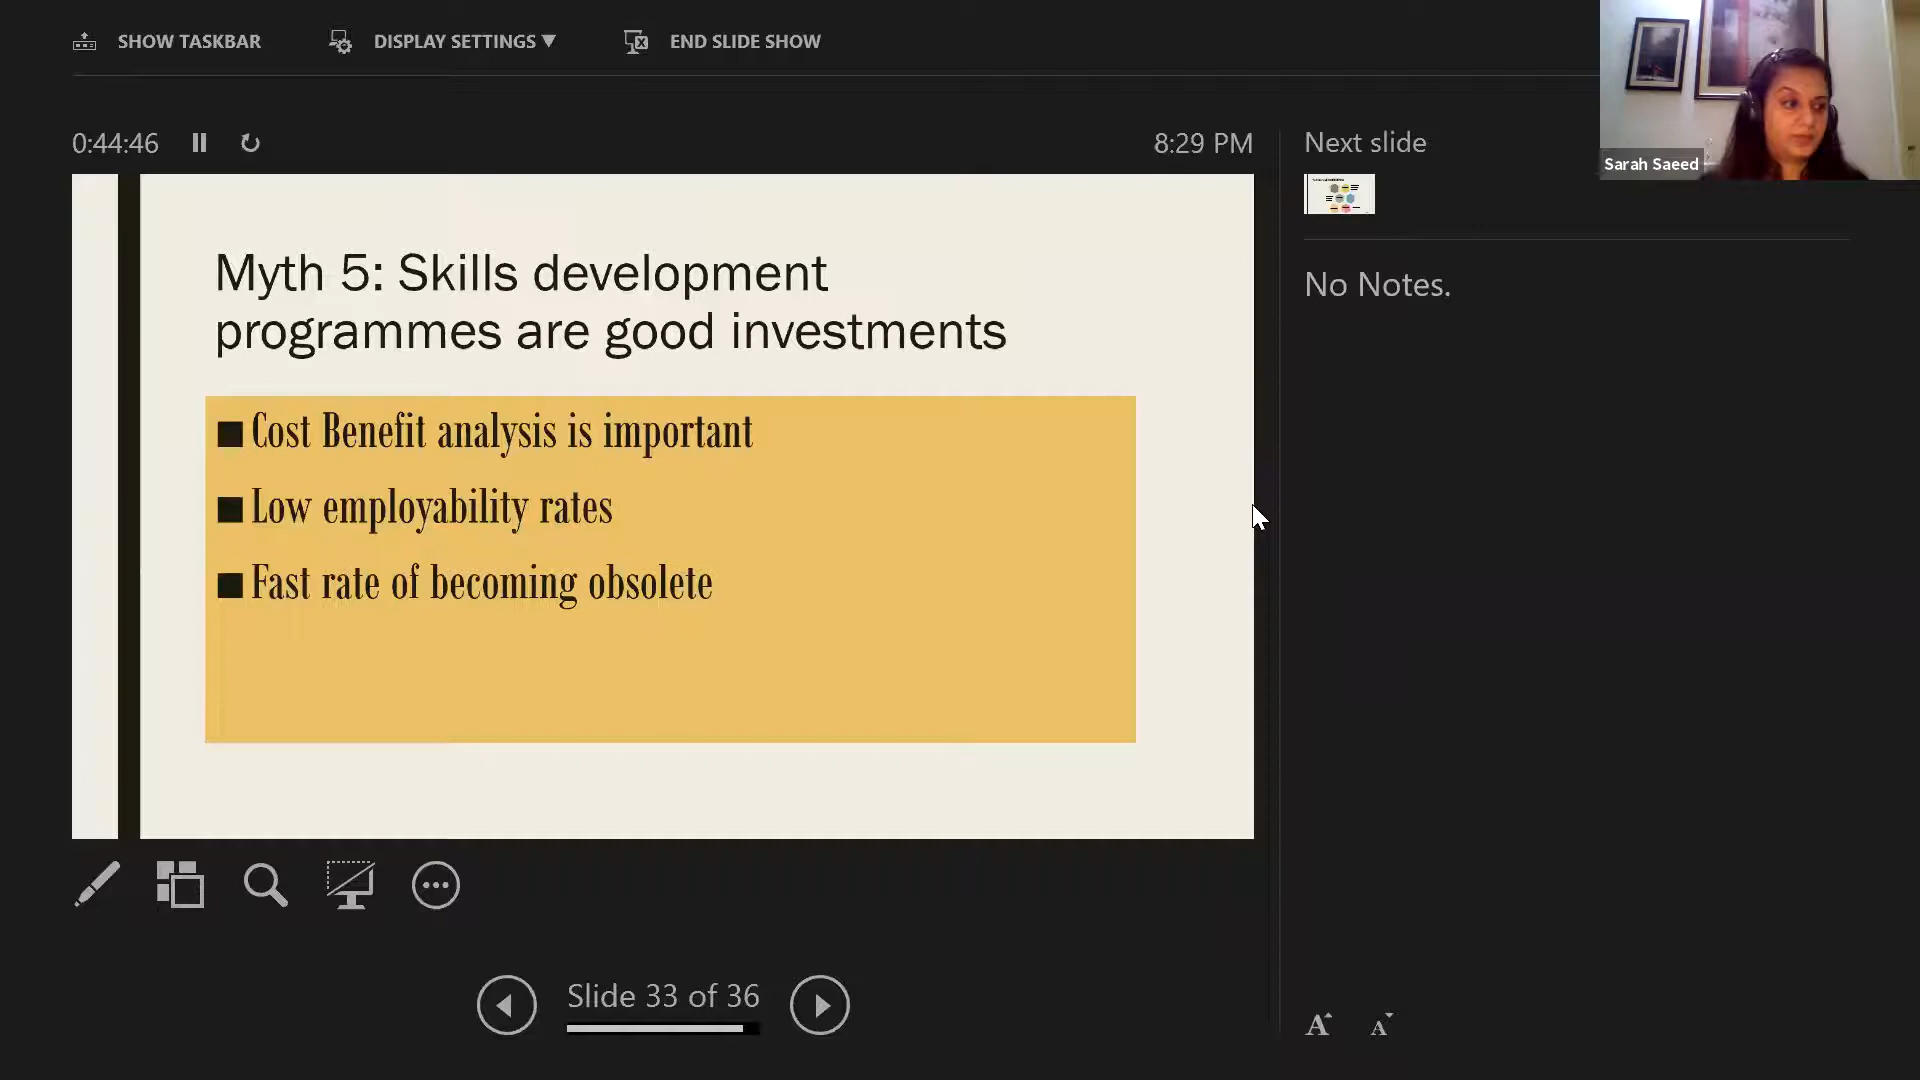 SHOW TASKBAR
DISPLAY SETTINGS ▼
END SLIDE SHOW
0:44:46
8:29 PM
Next slide
Sarah Saeed
Myth 5: Skills development
programmes are good investments
No Notes.
■ Cost Benefit analysis is important
■ Low employability rates
■ Fast rate of becoming obsolete
Slide 33 of 36
A A